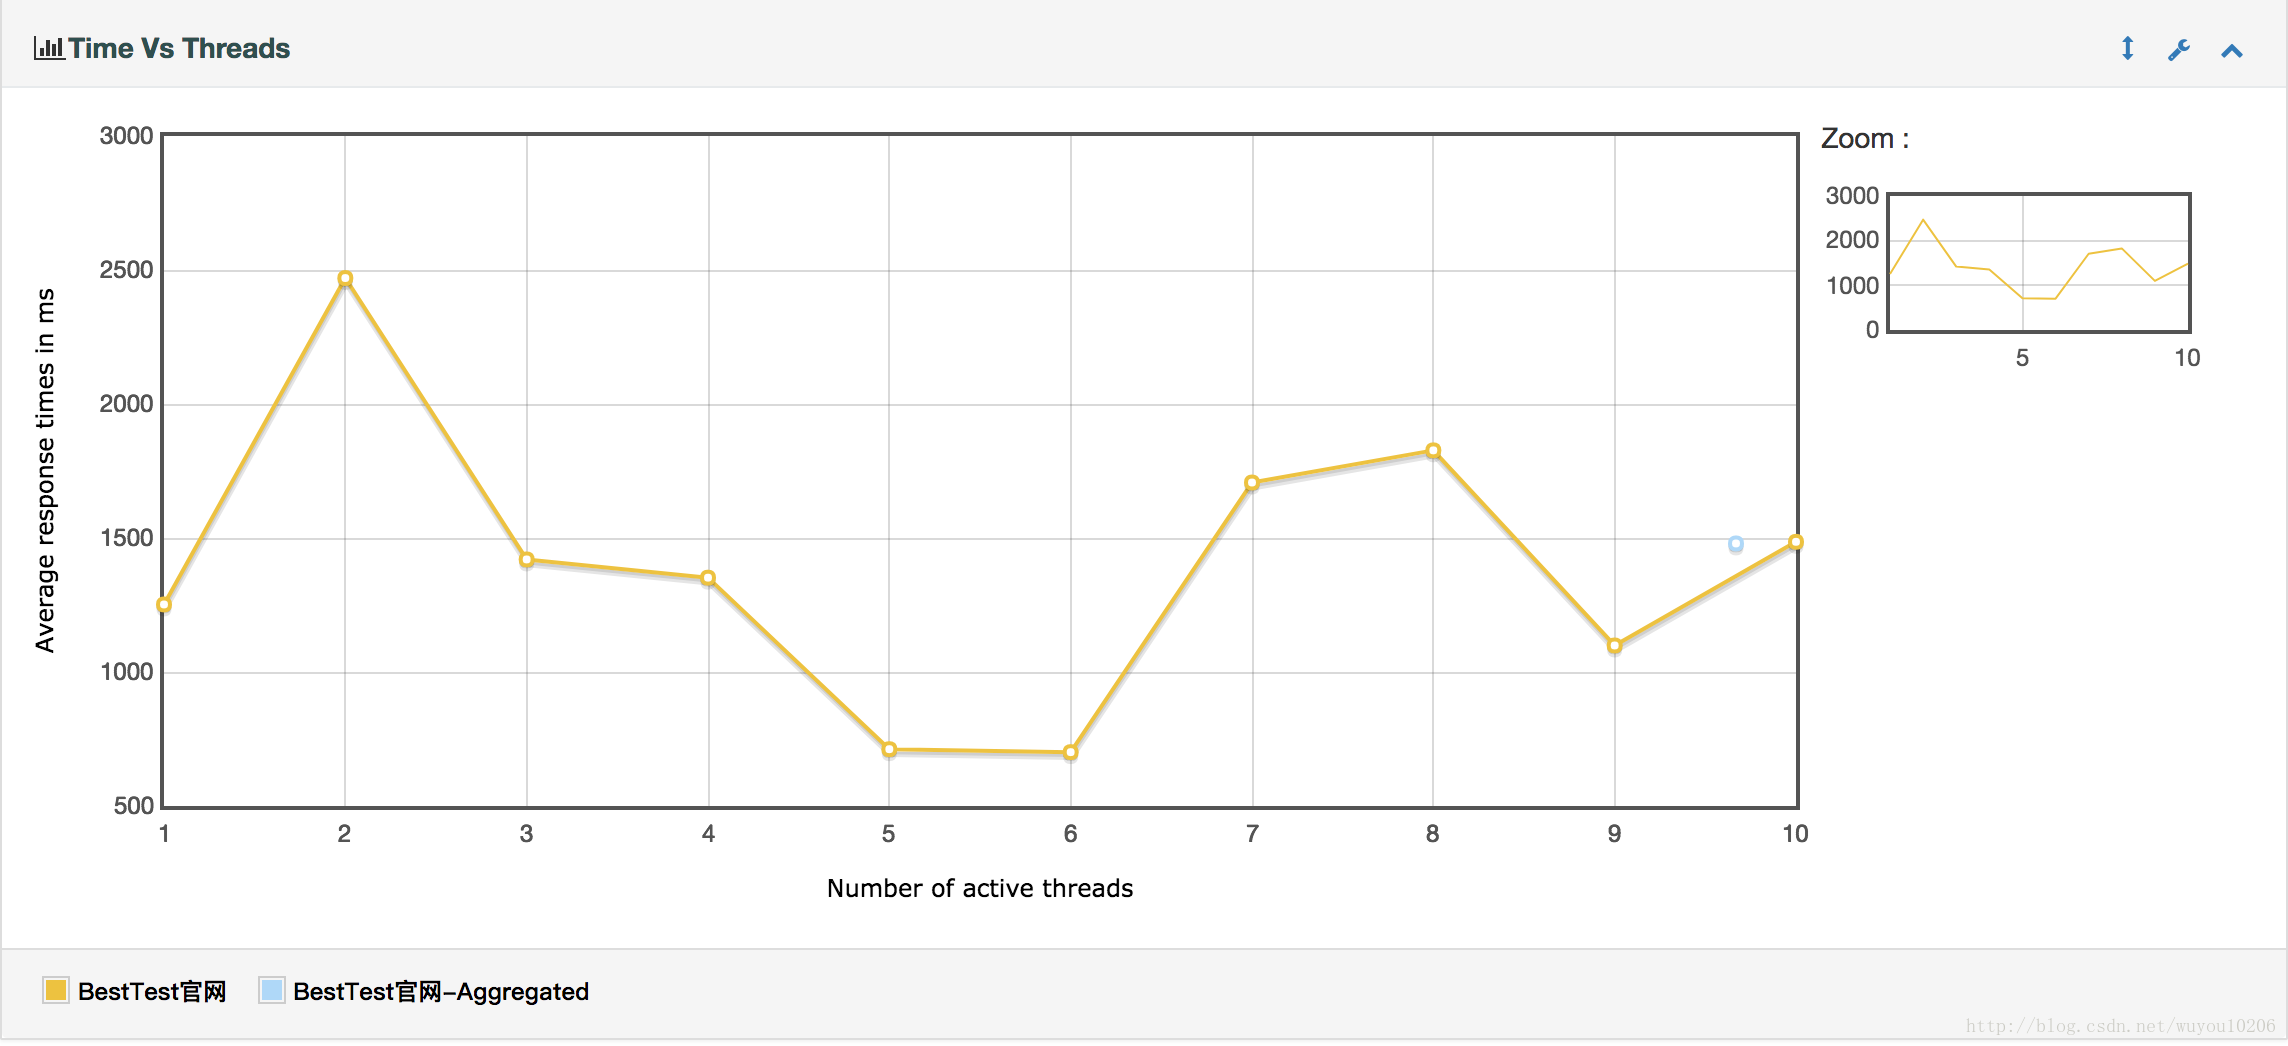 Time Vs Threads
Average response times in ms
3000
2500
2000
1500
1000
500
1 2 3 4 5 6 7 8 9 10
Number of active threads
Zoom :
3000
2000
1000
0
5 10
BestTest官网 BestTest官网-Aggregated
http://blog.csdn.net/wuyou10206